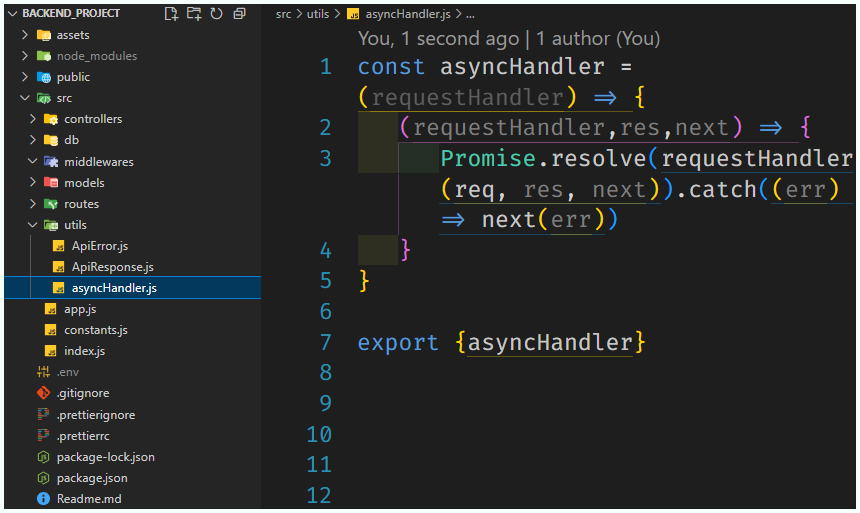 BACKEND_PROJECT
assets
node_modules
public
src
controllers
db
middlewares
models
routes
utils
ApiError.js
ApiResponse.js
asyncHandler.js
app.js
constants.js
index.js
.env
.gitignore
.prettierignore
.prettierrc
package-lock.json
package.json
Readme.md
src > utils > JS asyncHandler.js > ...
You, 1 second ago | 1 author (You)
1 const asyncHandler =
(requestHandler) => {
2 (requestHandler,res,next) => {
3 Promise.resolve(requestHandler
(req, res, next)).catch((err)
=> next(err))
4 }
5 }
6
7 export {asyncHandler}
8
9
10
11
12